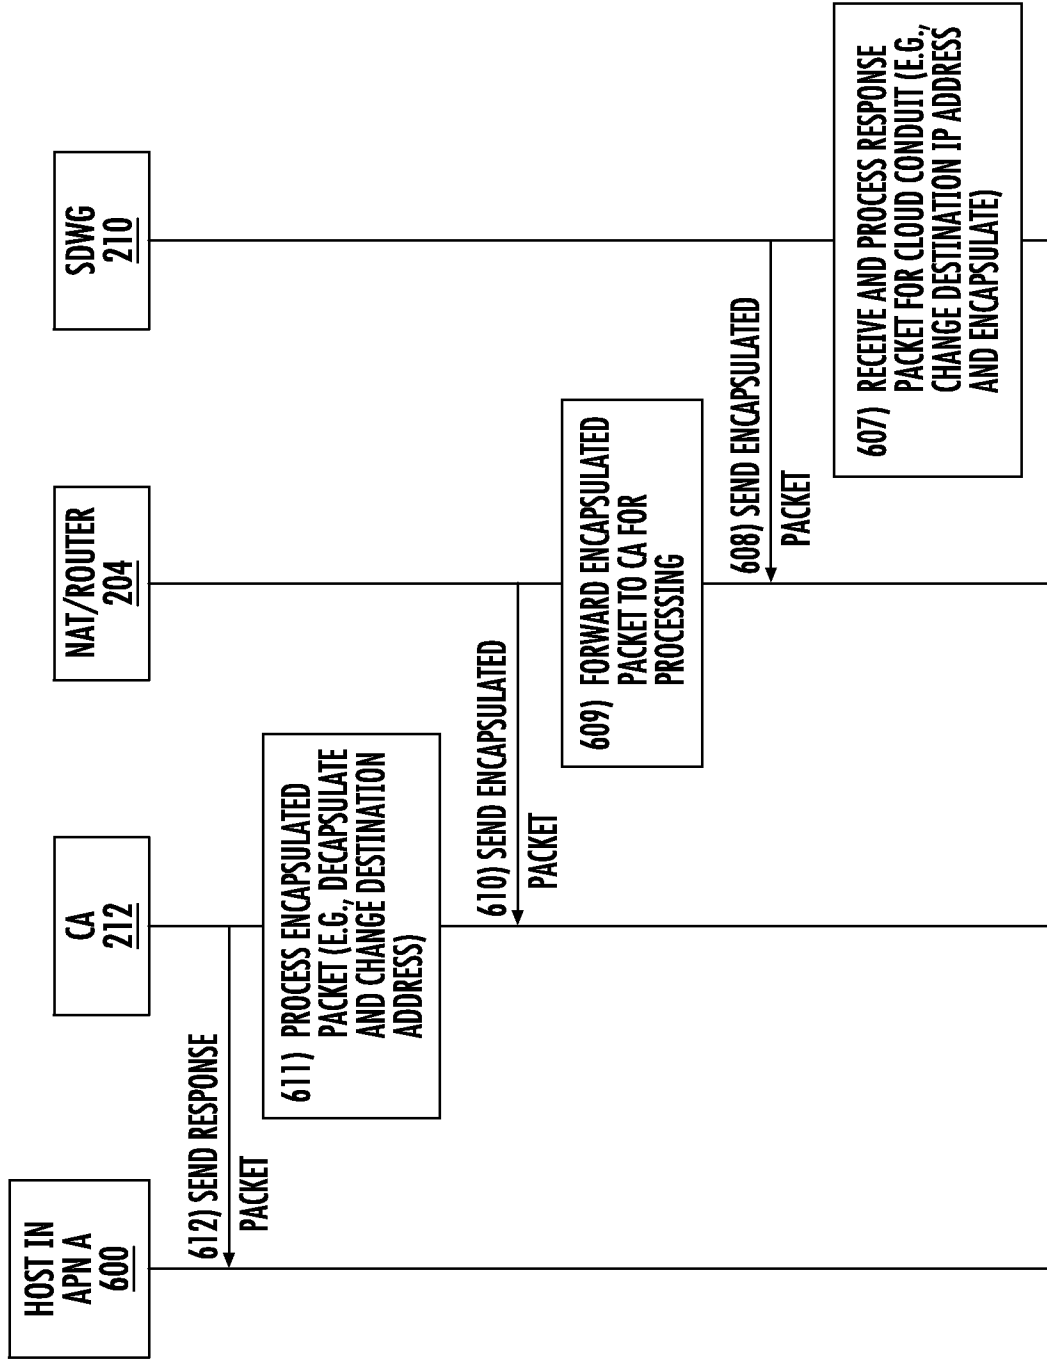 HOST IN
APN A
600
CA
212
NAT/ROUTER
204
SDWG
210
612) SEND RESPONSE
PACKET
611) PROCESS ENCAPSULATED
PACKET (E.G., DECAPSULATE
AND CHANGE DESTINATION
ADDRESS)
610) SEND ENCAPSULATED
PACKET
609) FORWARD ENCAPSULATED
PACKET TO CA FOR
PROCESSING
608) SEND ENCAPSULATED
PACKET
607) RECEIVE AND PROCESS RESPONSE
PACKET FOR CLOUD CONDUIT (E.G.,
CHANGE DESTINATION IP ADDRESS
AND ENCAPSULATE)